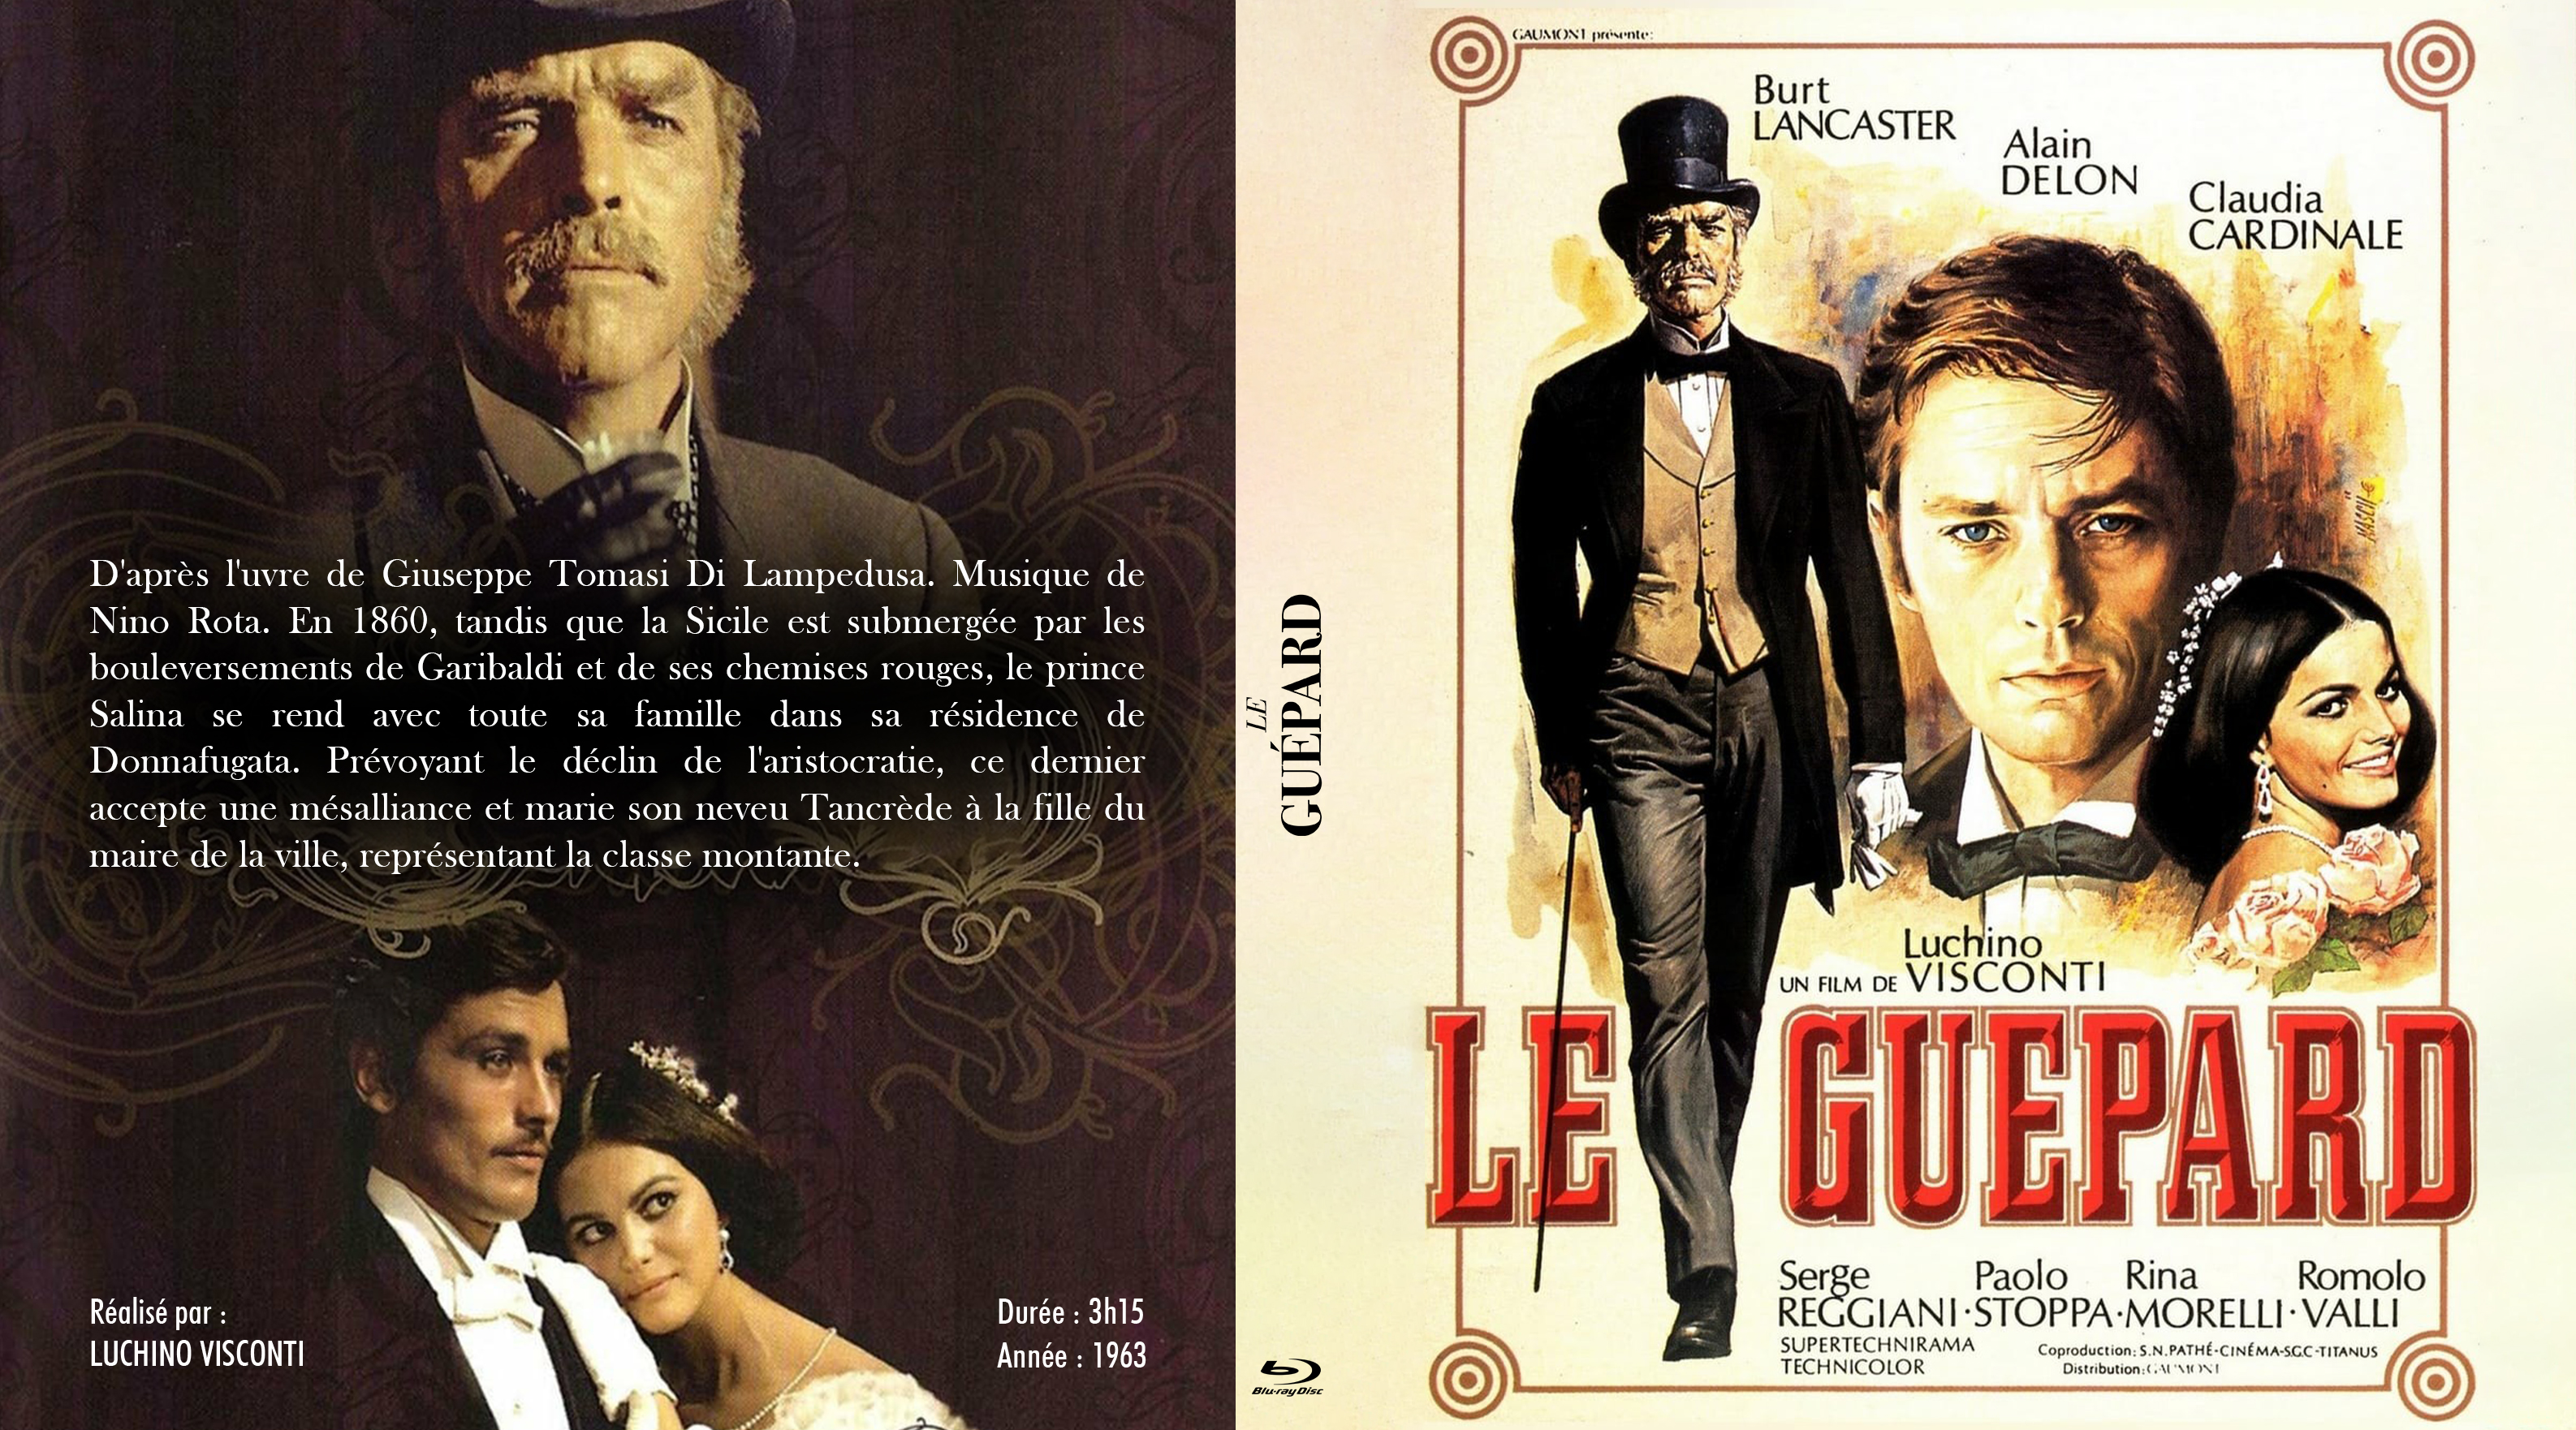 D'après l'uvre de Giuseppe Tomasi Di Lampedusa. Musique de
Nino Rota. En 1860, tandis que la Sicile est submergée par les
bouleversements de Garibaldi et de ses chemises rouges, le prince
Salina se rend avec toute sa famille dans sa résidence de
Donnafugata. Prévoyant le déclin de l'aristocratie, ce dernier
accepte une mésalliance et marie son neveu Tancrède à la fille du
maire de la ville, représentant la classe montante.
Réalisé par :
LUCHINO VISCONTI
Durée : 3h15
Année : 1963
LE
GUÉPARD
Blu-ray Disc
GAUMONT présente:
Burt
LANCASTER
Alain
DELON
Claudia
CARDINALE
MASCII
Luchino
UN FILM DE VISCONTI
LE GUEPARD
Serge Paolo Rina Romolo
REGGIANI·STOPPA·MORELLI·VALLI
SUPERTECHNIRAMA
TECHNICOLOR
Coproduction: S.N.PATHÉ-CINÉMA-S.G.C-TITANUS
Distribution: GAUMONT